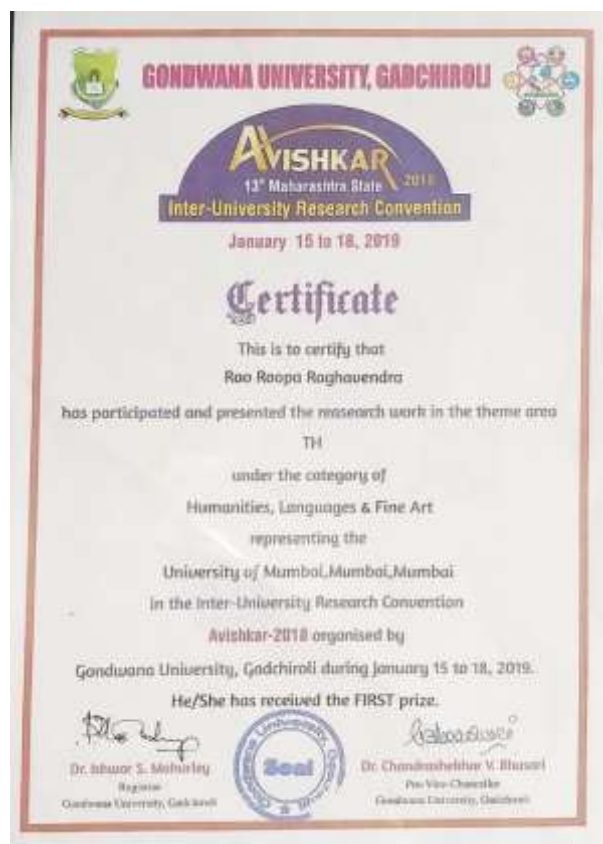 GONDWANA UNIVERSITY, GADCHIROLI
AVISHKAR
2018
13th Maharashtra State
Inter-University Research Convention
January 15 to 18, 2019
Certificate
This is to certify that
Rao Roopa Raghavendra
has participated and presented the research work in the theme area
TH
under the category of
Humanities, Languages & Fine Art
representing the
University of Mumbai,Mumbai,Mumbai
in the Inter-University Research Convention
Avishkar-2018 organised by
Gondwana University, Gadchiroli during January 15 to 18, 2019.
He/She has received the FIRST prize.
Seal
Dr. Ishwar S. Mohurley
Registrar
Gondwana University, Gadchiroli
Dr. Chandrashekhar V. Bhusari
Pro Vice-Chancellor
Gondwana University, Gadchiroli